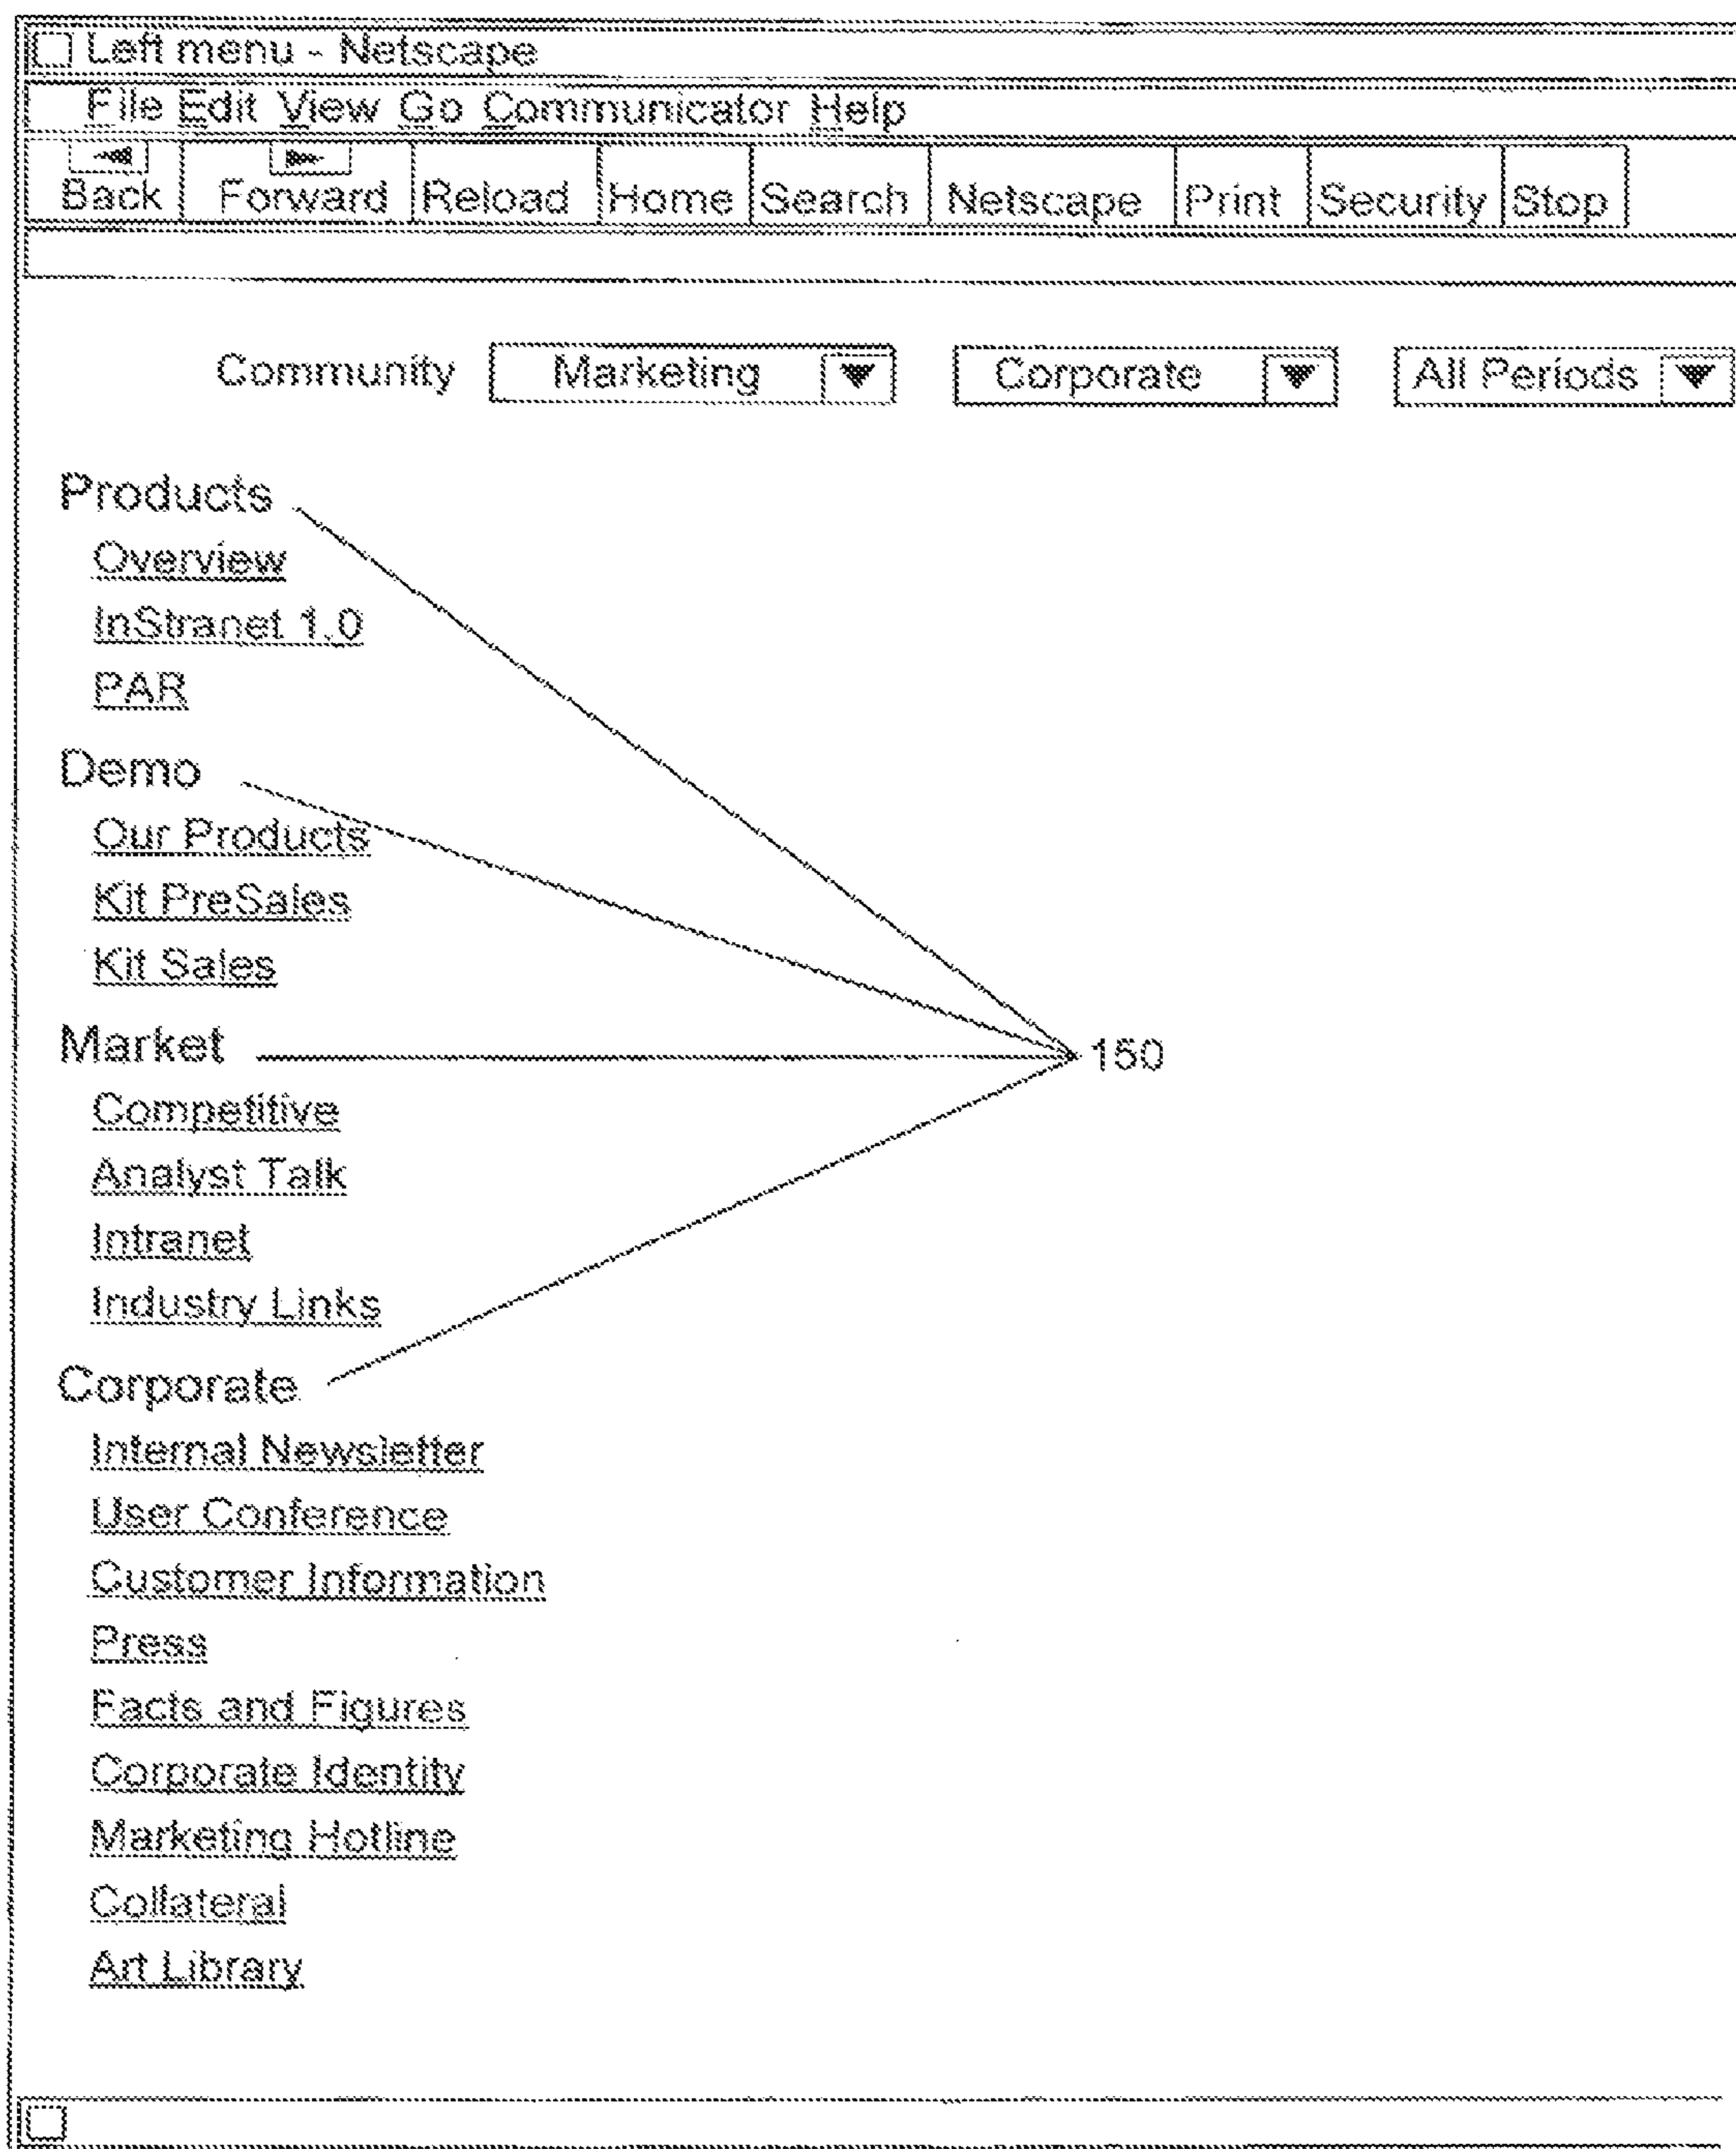 Left menu - Netscape
File Edit View Go Communicator Help
Back Forward Reload Home Search Netscape Print Security Stop
Community Marketing Corporate All Periods
Products
Overview
InStranet 1.0
PAR
Demo
Our Products
Kit PreSales
Kit Sales
Market
150
Competitive
Analyst Talk
Intranet
Industry Links
Corporate
Internal Newsletter
User Conference
Customer Information
Press
Facts and Figures
Corporate Identity
Marketing Hotline
Collateral
Art Library